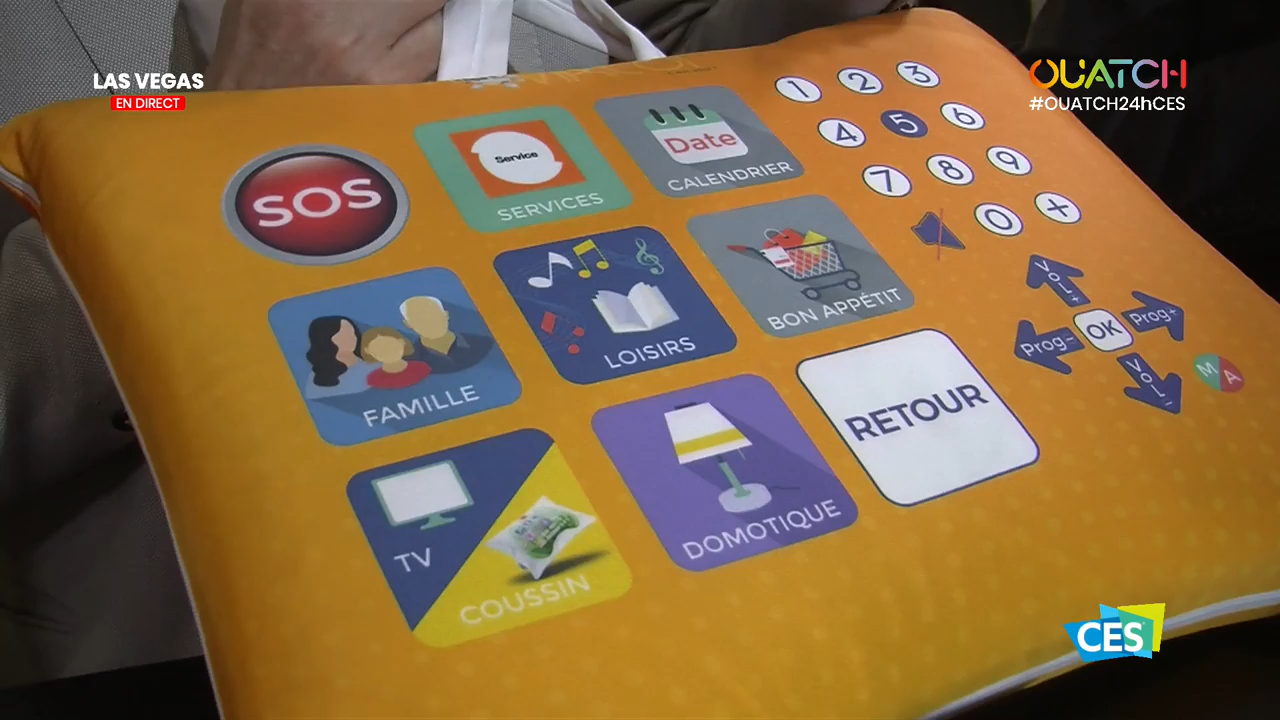 LAS VEGAS
EN DIRECT
OUATCH
#OUATCH24hCES
SOS
Service
SERVICES
Date
CALENDRIER
1 2 3
4 5 6
7 8 9
0 +
FAMILLE
LOISIRS
BON APPÉTIT
VOL+
Prog- OK Prog+
VOL-
M A
TV
COUSSIN
DOMOTIQUE
RETOUR
CES